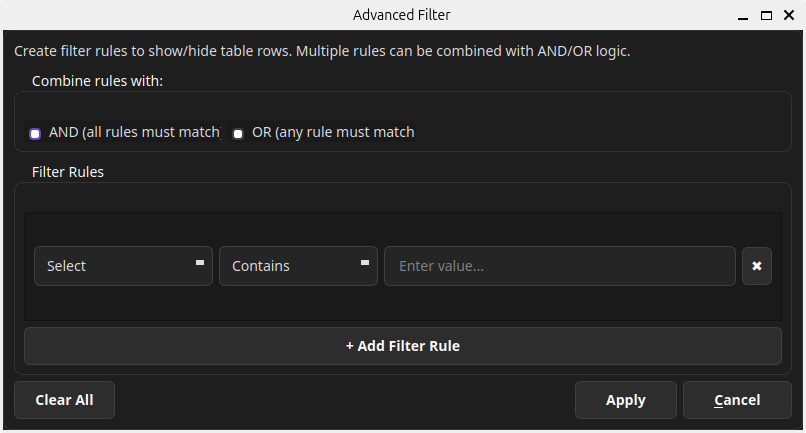 Advanced Filter
Create filter rules to show/hide table rows. Multiple rules can be combined with AND/OR logic.
Combine rules with:
AND (all rules must match) OR (any rule must match
Filter Rules
Select Contains Enter value...
+ Add Filter Rule
Clear All Apply Cancel